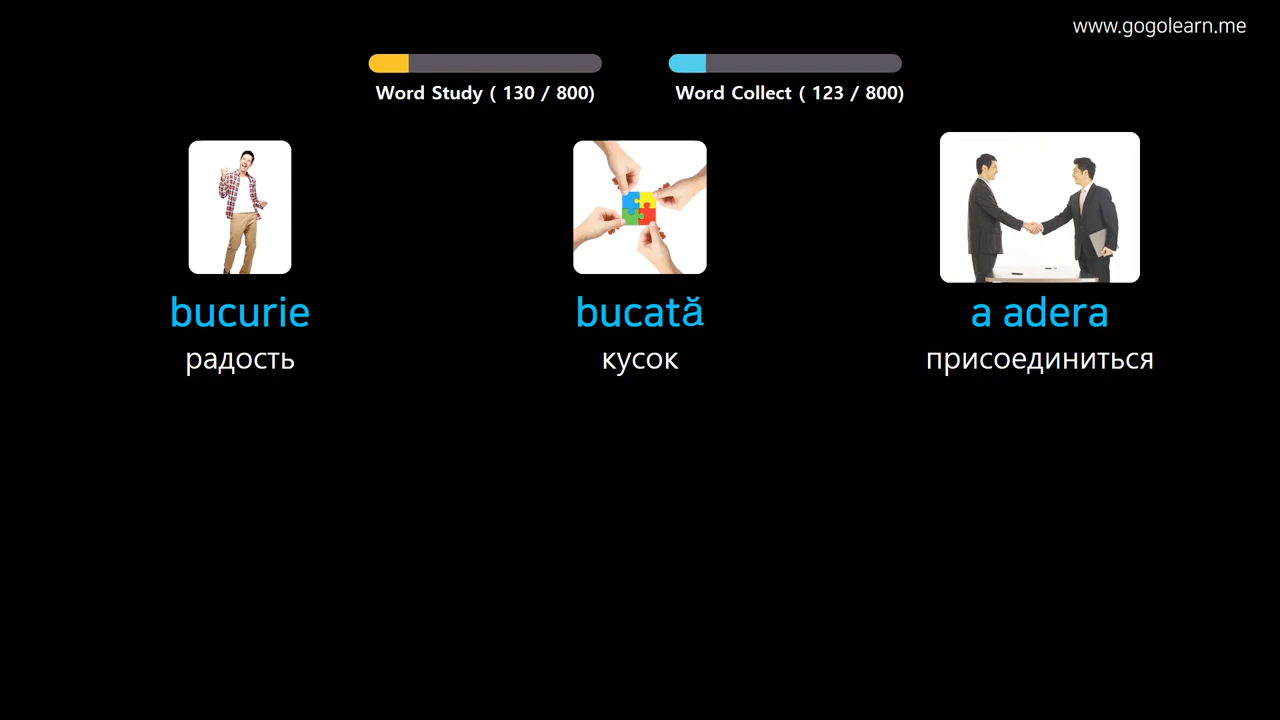 www.gogolearn.me
Word Study ( 130 / 800)
Word Collect ( 123 / 800)
bucurie
bucată
a adera
радость
кусок
присоединиться